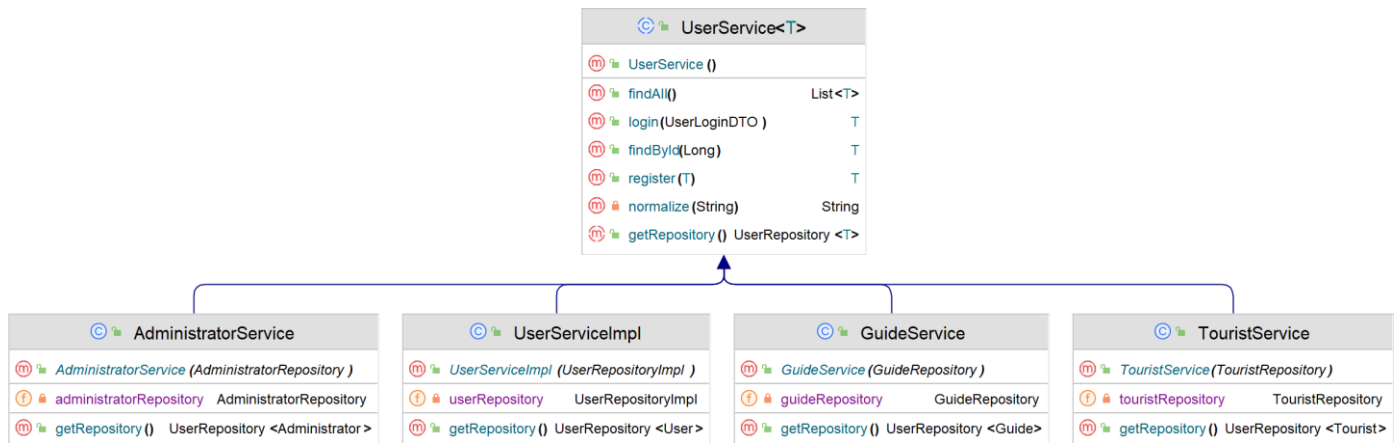 UserService<T>
UserService ()
findAll() List<T>
login(UserLoginDTO ) T
findById(Long) T
register(T) T
normalize(String) String
getRepository() UserRepository <T>
AdministratorService
AdministratorService (AdministratorRepository )
administratorRepository AdministratorRepository
getRepository() UserRepository <Administrator>
UserServiceImpl
UserServiceImpl (UserRepositoryImpl )
userRepository UserRepositoryImpl
getRepository() UserRepository <User>
GuideService
GuideService (GuideRepository )
guideRepository GuideRepository
getRepository() UserRepository <Guide>
TouristService
TouristService (TouristRepository )
touristRepository TouristRepository
getRepository() UserRepository <Tourist>